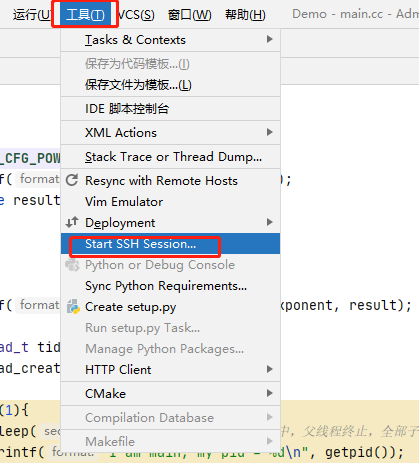 运行(U) 工具(T) VCS(S) 窗口(W) 帮助(H) Demo - main.cc - Adm
Tasks & Contexts
保存为代码模板...(I)
保存文件为模板...(L)
IDE 脚本控制台
XML Actions
_CFG_POW
Stack Trace or Thread Dump...
f( format: );
Resync with Remote Hosts
e result
Vim Emulator
Deployment
Start SSH Session...
Python or Debug Console
Sync Python Requirements...
f( format: xponent, result);
Create setup.py
Run setup.py Task...
ad_t tid
Manage Python Packages...
ad_creat
HTTP Client
CMake
(1){
Compilation Database
leep( sec 中，父线程终止，全部子
Makefile
rintf( format: "I am main, my pid = %d\n", getpid());